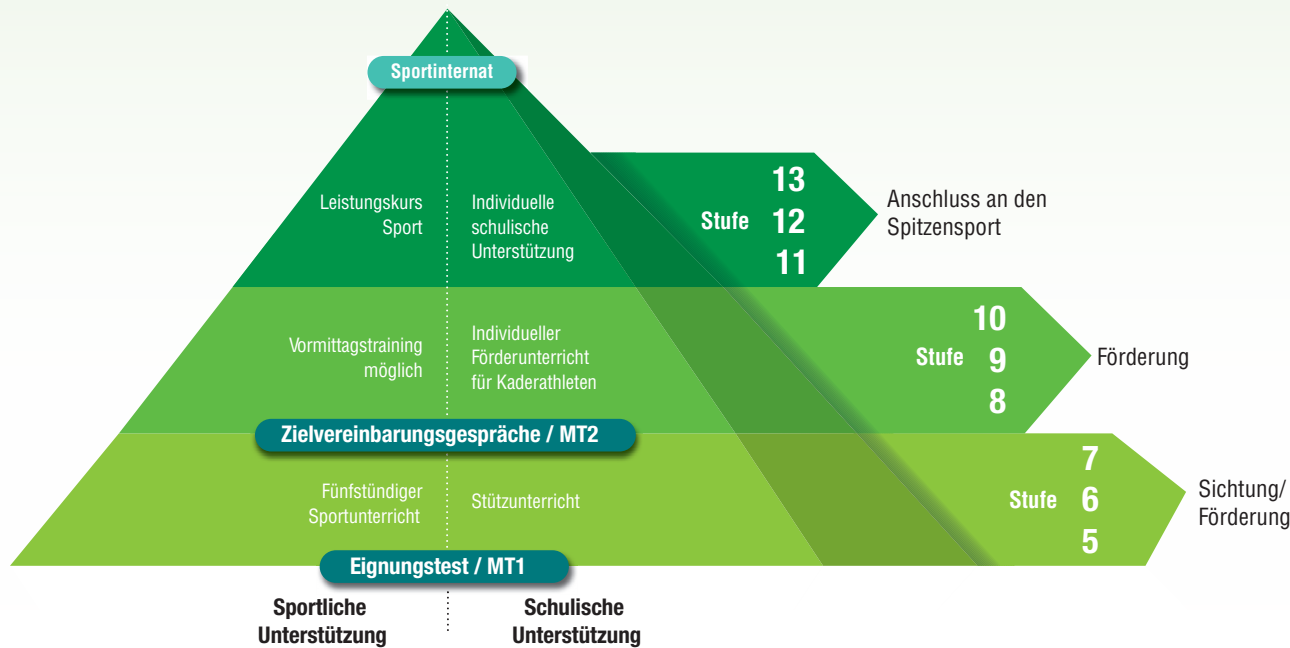 Sportinternat
Leistungskurs
Sport
Individuelle
schulische
Unterstützung
13
Stufe 12
11
Anschluss an den
Spitzensport
Vormittagstraining
möglich
Individueller
Förderunterricht
für Kaderathleten
10
Stufe 9
8
Förderung
Zielvereinbarungsgespräche / MT2
Fünfstündiger
Sportunterricht
Stützunterricht
7
Stufe 6
5
Sichtung/
Förderung
Eignungstest / MT1
Sportliche
Unterstützung
Schulische
Unterstützung